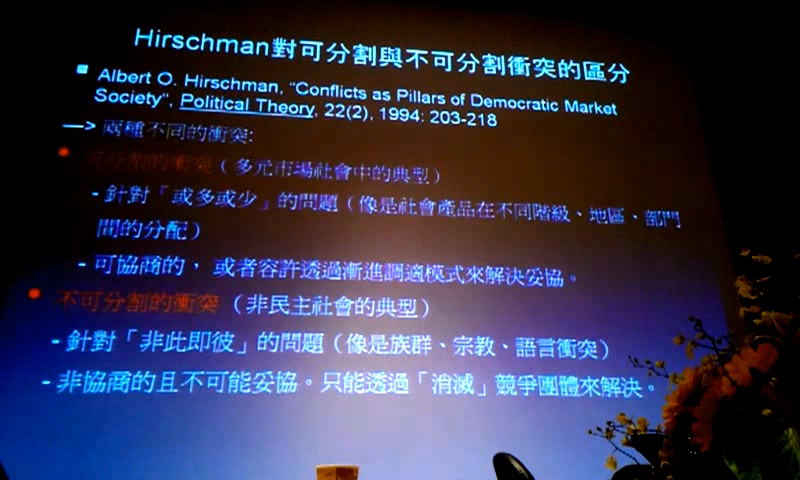 Hirschman對可分割與不可分割衝突的區分
Albert O. Hirschman, “Conflicts as Pillars of Democratic Market
Society”, Political Theory, 22(2), 1994: 203-218
—> 兩種不同的衝突:
可分割的衝突（多元市場社會中的典型）
- 針對「或多或少」的問題（像是社會產品在不同階級、地區、部門
間的分配）
- 可協商的， 或者容許透過漸進調適模式來解決妥協。
不可分割的衝突 （非民主社會的典型）
- 針對「非此即彼」的問題（像是族群、宗教、語言衝突）
- 非協商的且不可能妥協。只能透過「消滅」競爭團體來解決。